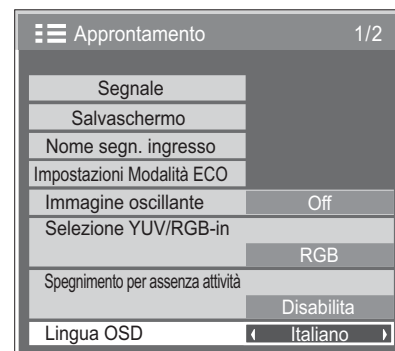 Approntamento 1/2
Segnale
Salvaschermo
Nome segn. ingresso
Impostazioni Modalità ECO
Immagine oscillante Off
Selezione YUV/RGB-in
RGB
Spegnimento per assenza attività
Disabilita
Lingua OSD Italiano